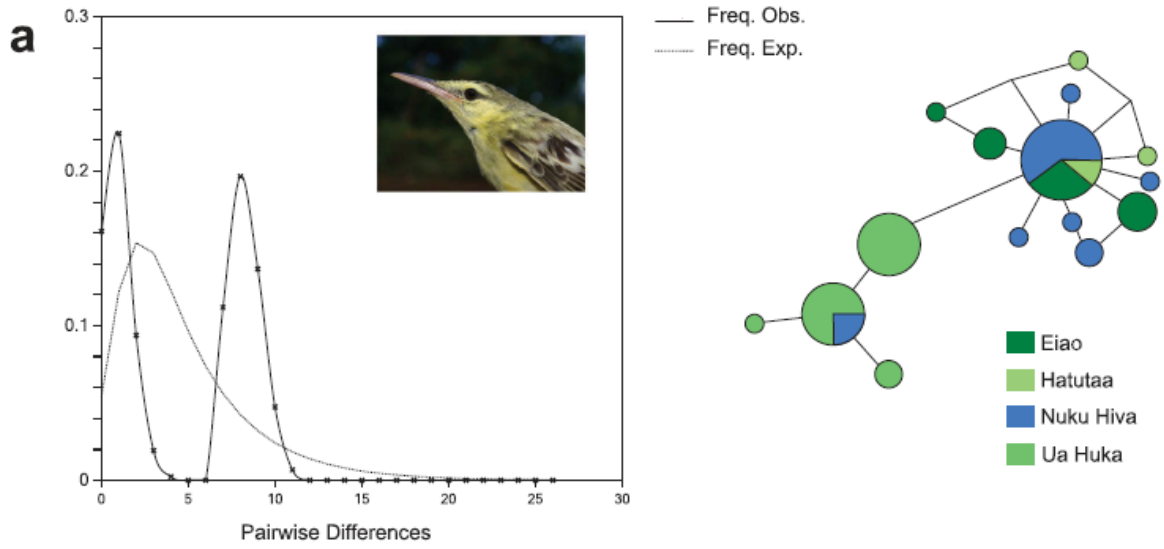 a
0.3
0.2
0.1
0
0
5
10
15
20
25
30
Pairwise Differences
Freq. Obs.
Freq. Exp.
Eiao
Hatutaa
Nuku Hiva
Ua Huka